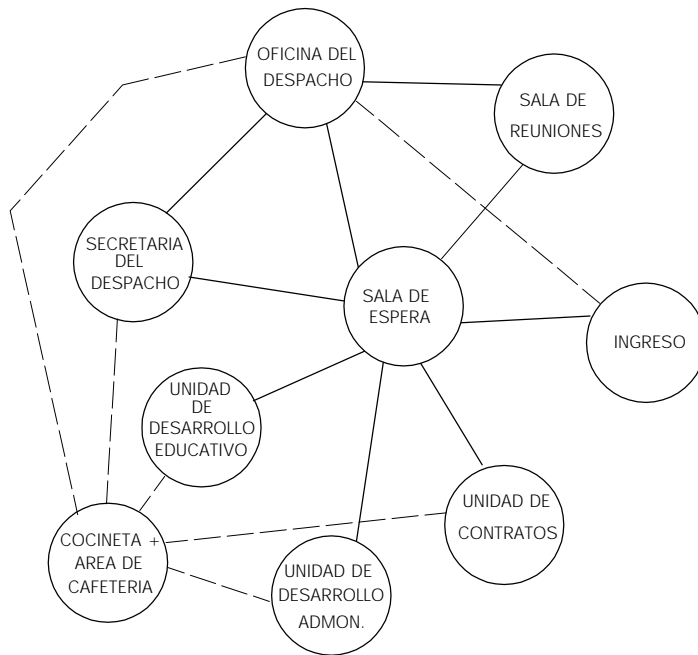 OFICINA DEL
DESPACHO
SALA DE
REUNIONES
SECRETARIA
DEL
DESPACHO
SALA DE
ESPERA
INGRESO
UNIDAD
DE
DESARROLLO
EDUCATIVO
UNIDAD DE
CONTRATOS
COCINETA +
AREA DE
CAFETERIA
UNIDAD DE
DESARROLLO
ADMON.